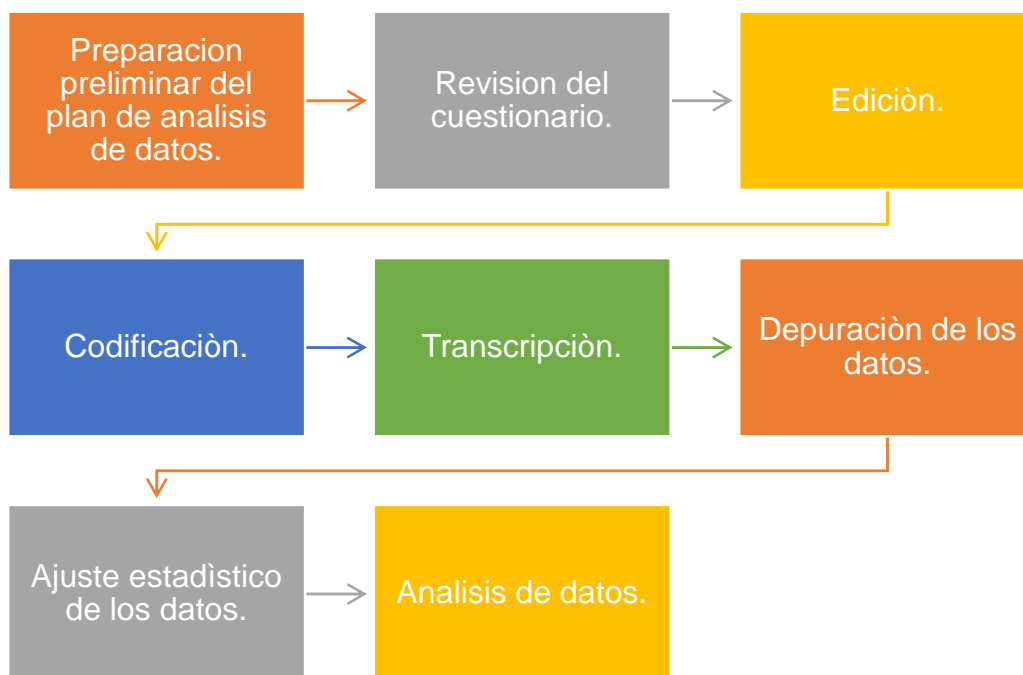 Preparacion
preliminar del
plan de analisis
de datos.
Revision del
cuestionario.
Ediciòn.
Codificaciòn.
Transcripciòn.
Depuraciòn de los
datos.
Ajuste estadìstico
de los datos.
Analisis de datos.